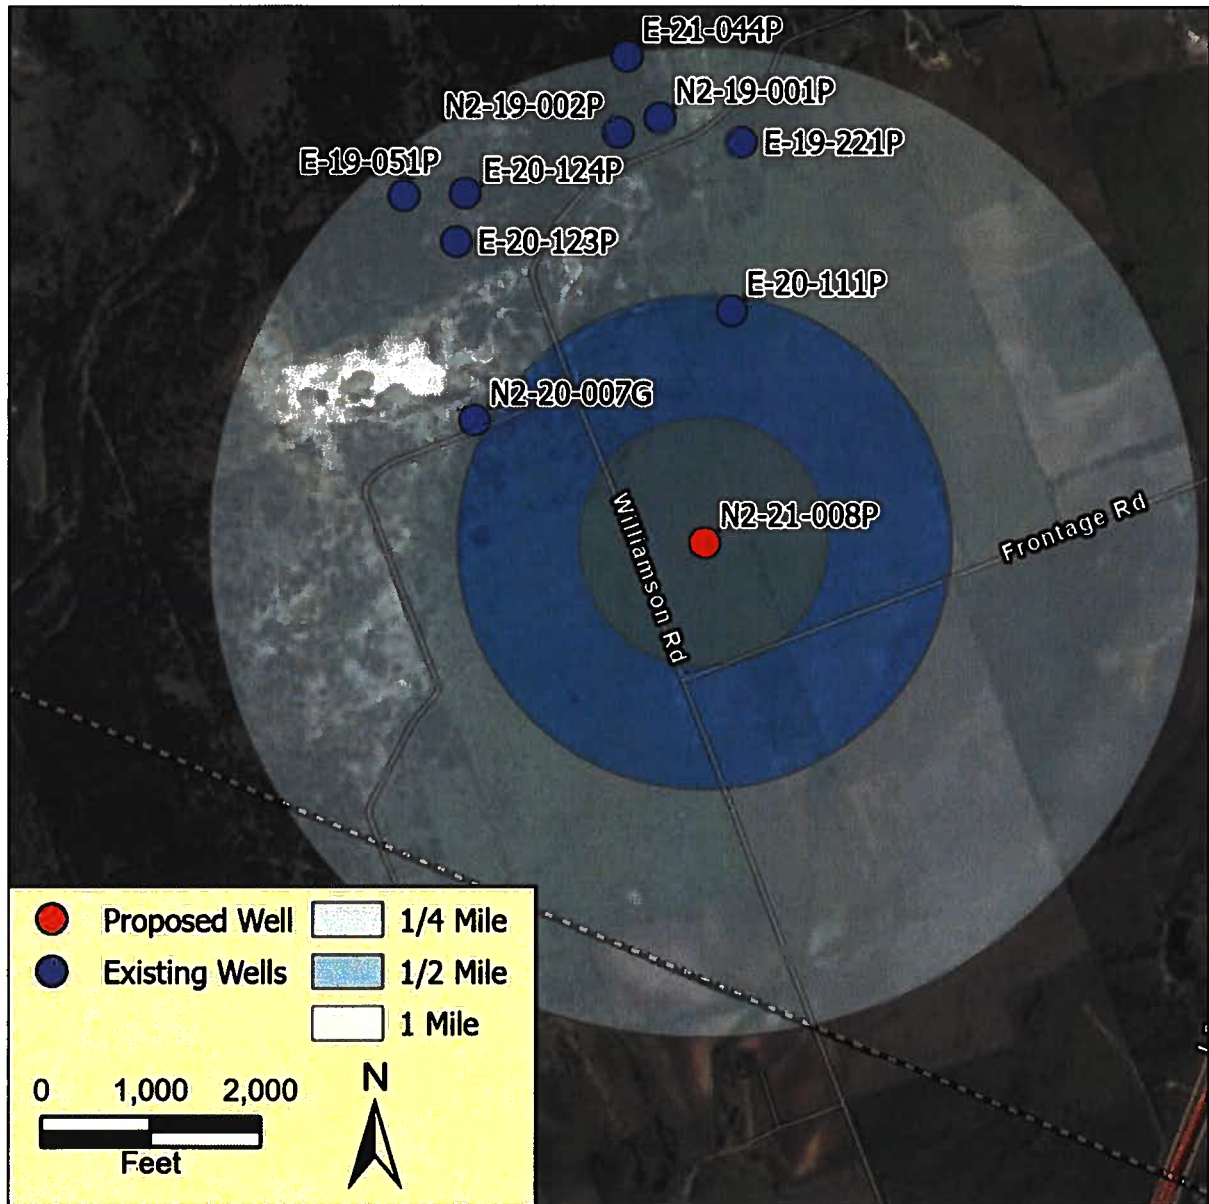 E-21-044P
N2-19-002P
N2-19-001P
E-19-221P
E-19-051P
E-20-124P
E-20-123P
E-20-111P
N2-20-007G
N2-21-008P
Williamson Rd
Frontage Rd
Proposed Well
1/4 Mile
Existing Wells
1/2 Mile
1 Mile
0 1,000 2,000
Feet
N